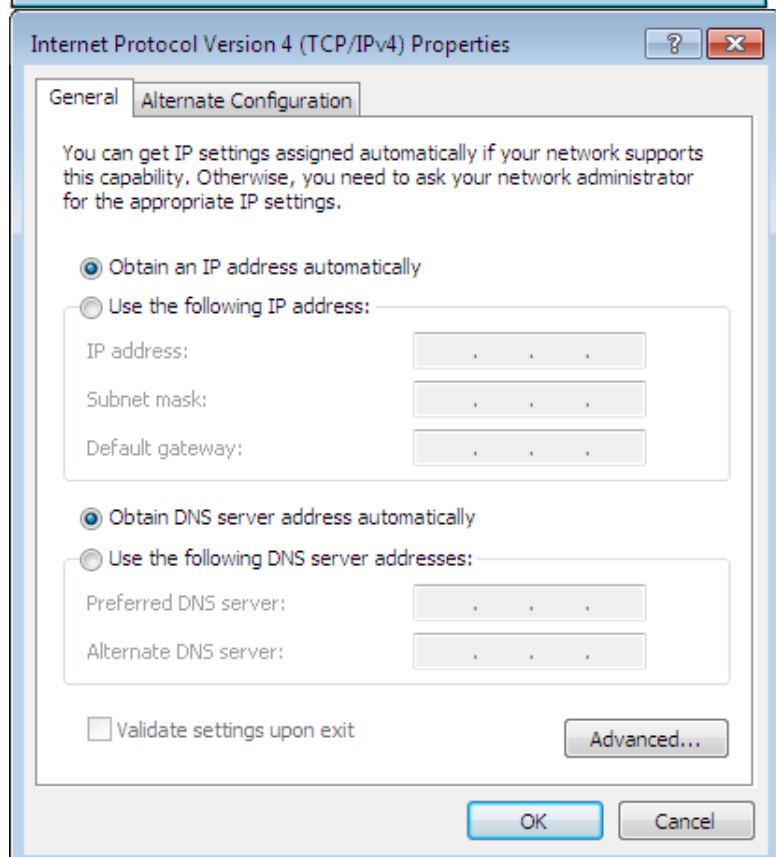 Internet Protocol Version 4 (TCP/IPv4) Properties
?
General
Alternate Configuration
You can get IP settings assigned automatically if your network supports
this capability. Otherwise, you need to ask your network administrator
for the appropriate IP settings.
Obtain an IP address automatically
Use the following IP address:
IP address:
. . .
Subnet mask:
. . .
Default gateway:
. . .
Obtain DNS server address automatically
Use the following DNS server addresses:
Preferred DNS server:
. . .
Alternate DNS server:
. . .
Validate settings upon exit
Advanced...
OK
Cancel